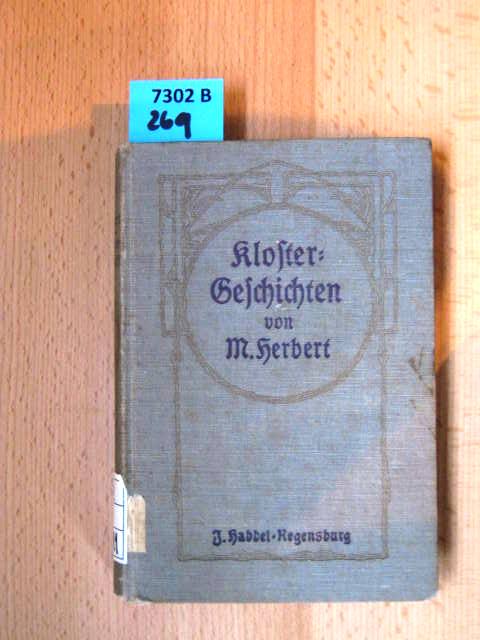 7302 B
269
Kloster=
Geschichten
von
M. Herbert
J. Habbel • Regensburg